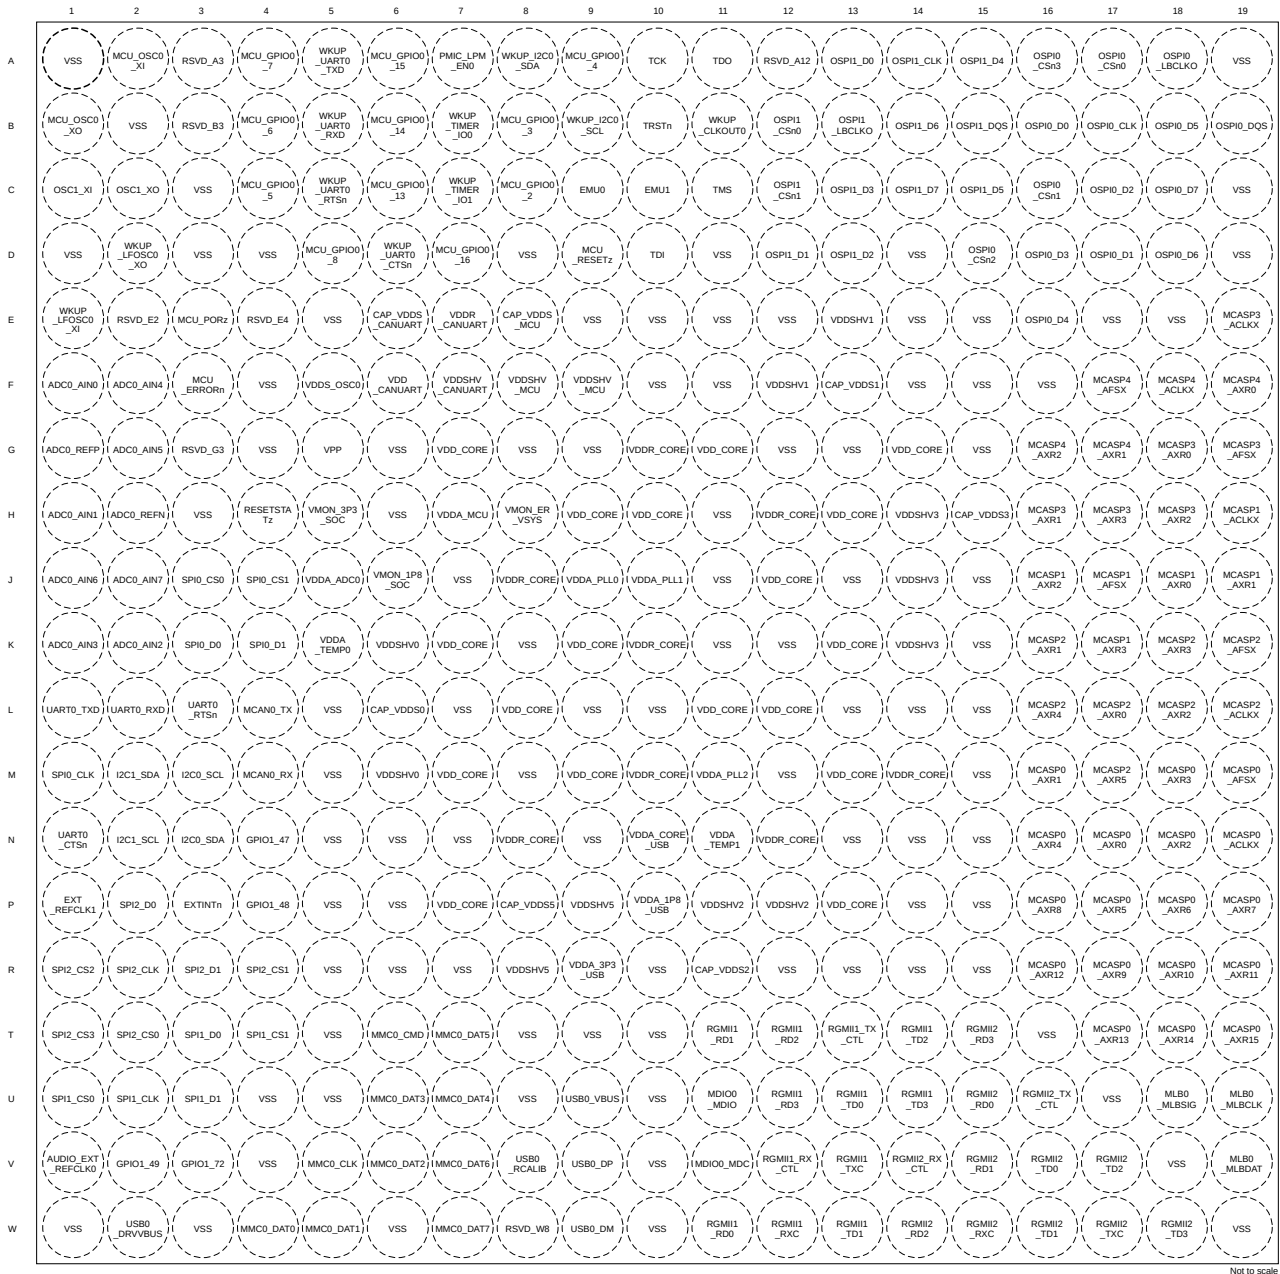 1 2 3 4 5 6 7 8 9 10 11 12 13 14 15 16 17 18 19
A VSS MCU_OSC0_XI RSVD_A3 MCU_GPIO0_7 WKUP_UART0_TXD MCU_GPIO0_15 PMIC_LPM_EN0 WKUP_I2C0_SDA MCU_GPIO0_4 TCK TDO RSVD_A12 OSPI1_D0 OSPI1_CLK OSPI1_D4 OSPI0_CSn3 OSPI0_CSn0 OSPI0_LBCLKO VSS
B MCU_OSC0_XO VSS RSVD_B3 MCU_GPIO0_6 WKUP_UART0_RXD MCU_GPIO0_14 WKUP_TIMER_IO0 MCU_GPIO0_3 WKUP_I2C0_SCL TRSTn WKUP_CLKOUT0 OSPI1_CSn0 OSPI1_LBCLKO OSPI1_D6 OSPI1_DQS OSPI0_D0 OSPI0_CLK OSPI0_D5 OSPI0_DQS
C OSC1_XI OSC1_XO VSS MCU_GPIO0_5 WKUP_UART0_RTSn MCU_GPIO0_13 WKUP_TIMER_IO1 MCU_GPIO0_2 EMU0 EMU1 TMS OSPI1_CSn1 OSPI1_D3 OSPI1_D7 OSPI1_D5 OSPI0_CSn1 OSPI0_D2 OSPI0_D7 VSS
D VSS WKUP_LFOSC0_XO VSS VSS MCU_GPIO0_8 WKUP_UART0_CTSn MCU_GPIO0_16 VSS MCU_RESETz TDI VSS OSPI1_D1 OSPI1_D2 VSS OSPI0_CSn2 OSPI0_D3 OSPI0_D1 OSPI0_D6 VSS
E WKUP_LFOSC0_XI RSVD_E2 MCU_PORz RSVD_E4 VSS CAP_VDDS_CANUART VDDR_CANUART CAP_VDDS_MCU VSS VSS VSS VSS VDDSHV1 VSS VSS OSPI0_D4 VSS VSS MCASP3_ACLKX
F ADC0_AIN0 ADC0_AIN4 MCU_ERRORn VSS VDDS_OSC0 VDD_CANUART VDDSHV_CANUART VDDSHV_MCU VDDSHV_MCU VSS VSS VDDSHV1 CAP_VDDS1 VSS VSS VSS MCASP4_AFSX MCASP4_ACLKX MCASP4_AXR0
G ADC0_REFP ADC0_AIN5 RSVD_G3 VSS VPP VSS VDD_CORE VSS VSS VDDR_CORE VDD_CORE VSS VSS VDD_CORE VSS MCASP4_AXR2 MCASP4_AXR1 MCASP3_AXR0 MCASP3_AFSX
H ADC0_AIN1 ADC0_REFN VSS RESETSTATz VMON_3P3_SOC VSS VDDA_MCU VMON_ER_VSYS VDD_CORE VDD_CORE VSS VDDR_CORE VDD_CORE VDDSHV3 CAP_VDDS3 MCASP3_AXR1 MCASP3_AXR3 MCASP3_AXR2 MCASP1_ACLKX
J ADC0_AIN6 ADC0_AIN7 SPI0_CS0 SPI0_CS1 VDDA_ADC0 VMON_1P8_SOC VSS VDDR_CORE VDDA_PLL0 VDDA_PLL1 VSS VDD_CORE VSS VDDSHV3 VSS MCASP1_AXR2 MCASP1_AFSX MCASP1_AXR0 MCASP1_AXR1
K ADC0_AIN3 ADC0_AIN2 SPI0_D0 SPI0_D1 VDDA_TEMP0 VDDSHV0 VDD_CORE VSS VDD_CORE VDDR_CORE VSS VSS VDD_CORE VDDSHV3 VSS MCASP2_AXR1 MCASP1_AXR3 MCASP2_AXR3 MCASP2_AFSX
L UART0_TXD UART0_RXD UART0_RTSn MCAN0_TX VSS CAP_VDDS0 VSS VDD_CORE VSS VSS VDD_CORE VDD_CORE VSS VSS VSS MCASP2_AXR4 MCASP2_AXR0 MCASP2_AXR2 MCASP2_ACLKX
M SPI0_CLK I2C1_SDA I2C0_SCL MCAN0_RX VSS VDDSHV0 VDD_CORE VSS VDD_CORE VDDR_CORE VDDA_PLL2 VSS VDD_CORE VDDR_CORE VSS MCASP0_AXR1 MCASP2_AXR5 MCASP0_AXR3 MCASP0_AFSX
N UART0_CTSn I2C1_SCL I2C0_SDA GPIO1_47 VSS VSS VSS VDDR_CORE VSS VDDA_CORE_USB VDDA_TEMP1 VDDR_CORE VSS VSS VSS MCASP0_AXR4 MCASP0_AXR0 MCASP0_AXR2 MCASP0_ACLKX
P EXT_REFCLK1 SPI2_D0 EXTINTn GPIO1_48 VSS VSS VDD_CORE CAP_VDDS5 VDDSHV5 VDDA_1P8_USB VDDSHV2 VDDSHV2 VDD_CORE VSS VSS MCASP0_AXR8 MCASP0_AXR5 MCASP0_AXR6 MCASP0_AXR7
R SPI2_CS2 SPI2_CLK SPI2_D1 SPI2_CS1 VSS VSS VSS VDDSHV5 VDDA_3P3_USB VSS CAP_VDDS2 VSS VSS VSS VSS MCASP0_AXR12 MCASP0_AXR9 MCASP0_AXR10 MCASP0_AXR11
T SPI2_CS3 SPI2_CS0 SPI1_D0 SPI1_CS1 VSS MMC0_CMD MMC0_DAT5 VSS VSS VSS RGMII1_RD1 RGMII1_RD2 RGMII1_TX_CTL RGMII1_TD2 RGMII2_RD3 VSS MCASP0_AXR13 MCASP0_AXR14 MCASP0_AXR15
U SPI1_CS0 SPI1_CLK SPI1_D1 VSS VSS MMC0_DAT3 MMC0_DAT4 VSS USB0_VBUS VSS MDIO0_MDIO RGMII1_RD3 RGMII1_TD0 RGMII1_TD3 RGMII2_RD0 RGMII2_TX_CTL VSS MLB0_MLBSIG MLB0_MLBCLK
V AUDIO_EXT_REFCLK0 GPIO1_49 GPIO1_72 VSS MMC0_CLK MMC0_DAT2 MMC0_DAT6 USB0_RCALIB USB0_DP VSS MDIO0_MDC RGMII1_RX_CTL RGMII1_TXC RGMII2_RX_CTL RGMII2_RD1 RGMII2_TD0 RGMII2_TD2 VSS MLB0_MLBDAT
W VSS USB0_DRVVBUS VSS MMC0_DAT0 MMC0_DAT1 VSS MMC0_DAT7 RSVD_W8 USB0_DM VSS RGMII1_RD0 RGMII1_RXC RGMII1_TD1 RGMII2_RD2 RGMII2_RXC RGMII2_TD1 RGMII2_TXC RGMII2_TD3 VSS
Not to scale